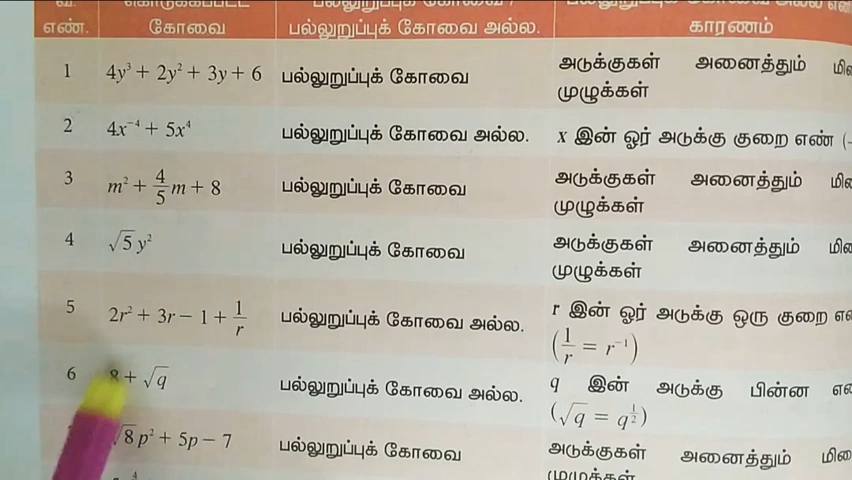 எண். கோவை பல்லுறுப்புக் கோவை அல்ல. காரணம்
1 4y³ + 2y² + 3y + 6 பல்லுறுப்புக் கோவை அடுக்குகள் அனைத்தும்
முழுக்கள்
2 4x⁻⁴ + 5x⁴ பல்லுறுப்புக் கோவை அல்ல. x இன் ஓர் அடுக்கு குறை எண்
3 m² + 4/5 m + 8 பல்லுறுப்புக் கோவை அடுக்குகள் அனைத்தும்
முழுக்கள்
4 √5 y² பல்லுறுப்புக் கோவை அடுக்குகள் அனைத்தும்
முழுக்கள்
5 2r² + 3r − 1 + 1/r பல்லுறுப்புக் கோவை அல்ல. r இன் ஓர் அடுக்கு ஒரு குறை
(1/r = r⁻¹)
6 8 + √q பல்லுறுப்புக் கோவை அல்ல. q இன் அடுக்கு பின்ன
(√q = q^½)
√8 p² + 5p − 7 பல்லுறுப்புக் கோவை அடுக்குகள் அனைத்தும்